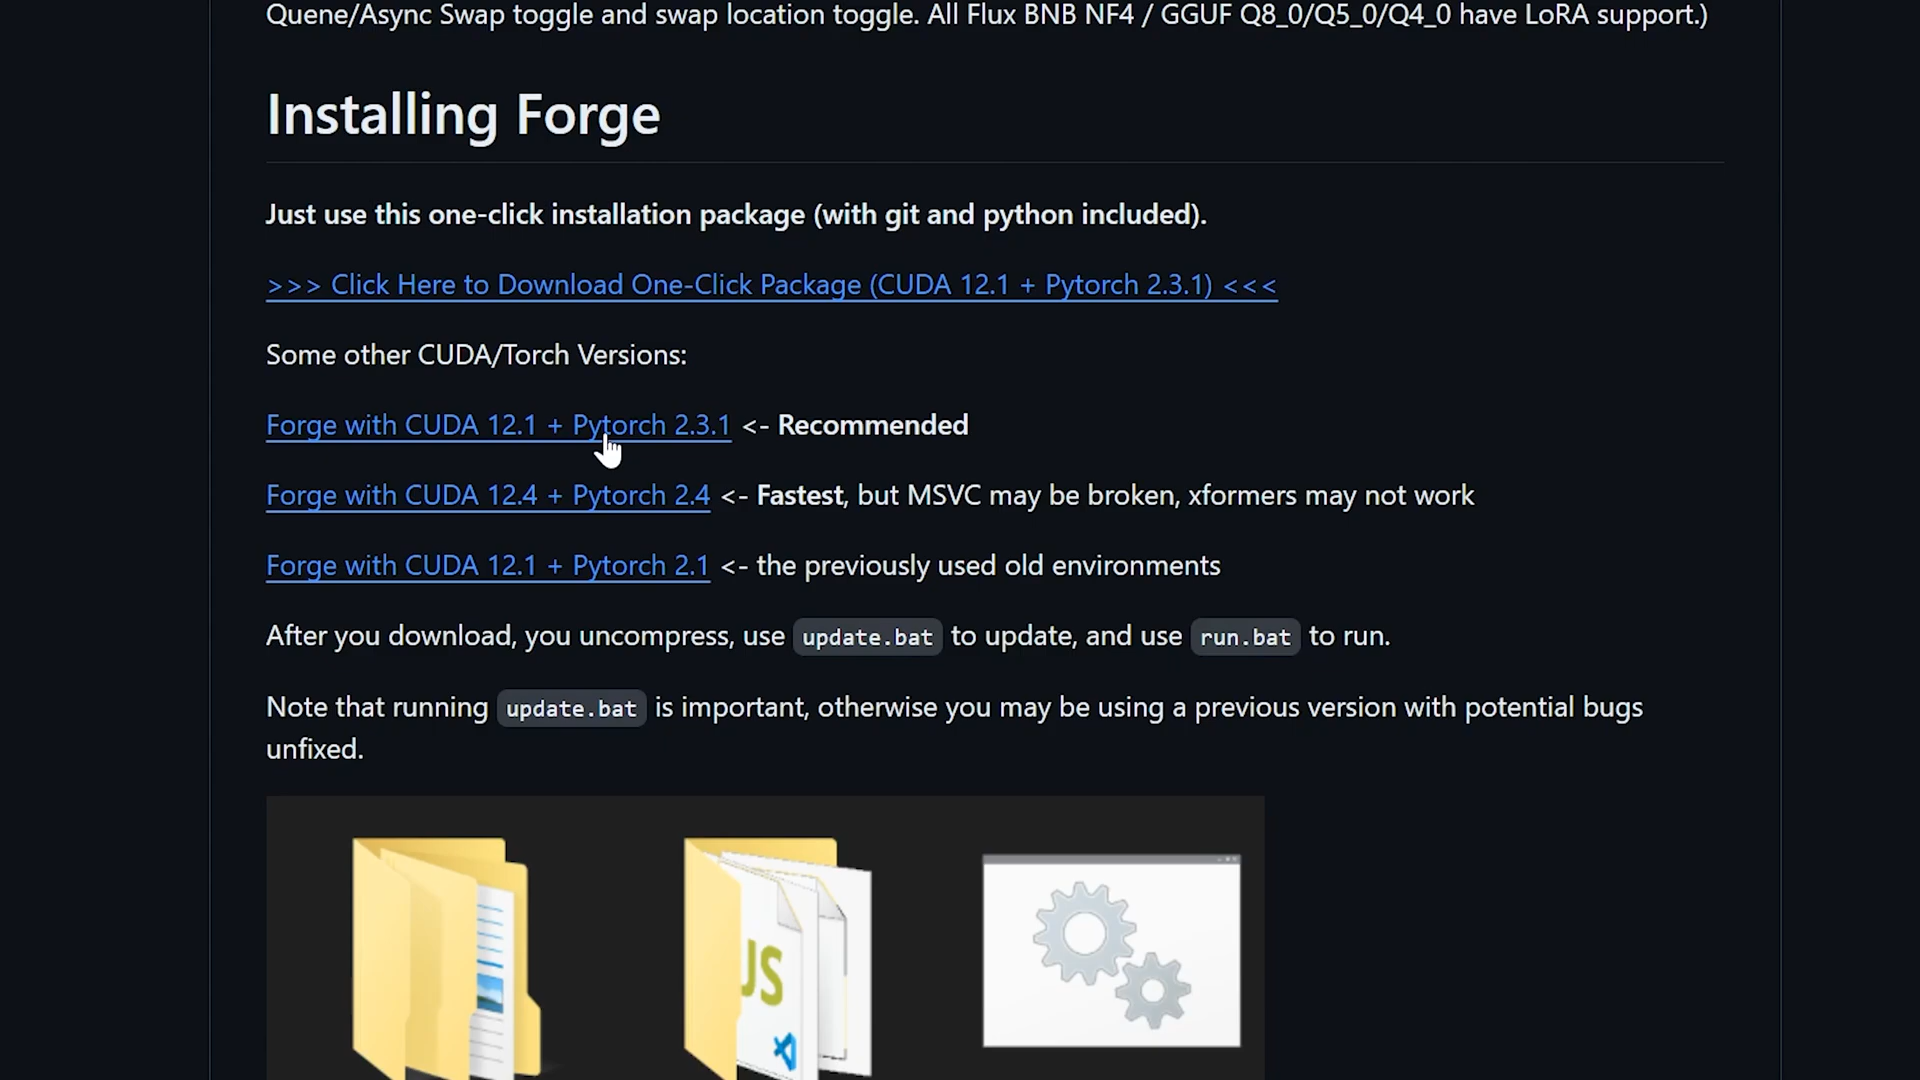 Quene/Async Swap toggle and swap location toggle. All Flux BNB NF4 / GGUF Q8_0/Q5_0/Q4_0 have LoRA support.)
Installing Forge
Just use this one-click installation package (with git and python included).
>>> Click Here to Download One-Click Package (CUDA 12.1 + Pytorch 2.3.1) <<<
Some other CUDA/Torch Versions:
Forge with CUDA 12.1 + Pytorch 2.3.1 <- Recommended
Forge with CUDA 12.4 + Pytorch 2.4 <- Fastest, but MSVC may be broken, xformers may not work
Forge with CUDA 12.1 + Pytorch 2.1 <- the previously used old environments
After you download, you uncompress, use update.bat to update, and use run.bat to run.
Note that running update.bat is important, otherwise you may be using a previous version with potential bugs
unfixed.
JS